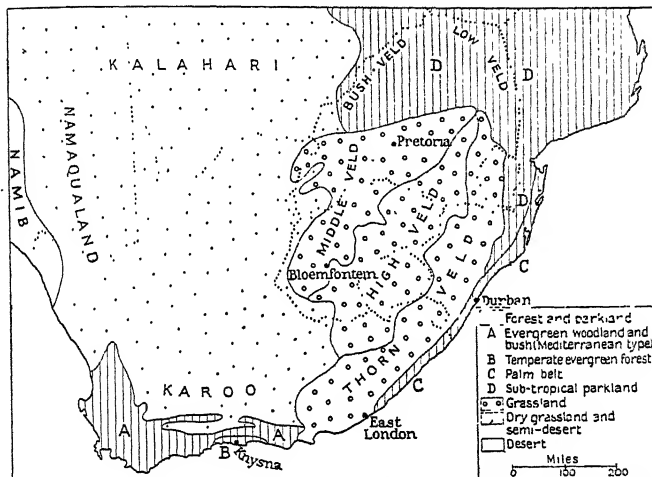 KALAHARI
NAMAQUALAND
NAMIB
BUSH VELD
LOW VELD
D
D
D
Pretoria
MIDDLE VELD
HIGH VELD
Bloemfontein
THORN VELD
C
Durban
C
KAROO
A
A
B
Knysna
East
London
Forest and parkland
A Evergreen woodland and
bush (Mediterranean type)
B Temperate evergreen forest
C Palm belt
D Sub-tropical parkland
Grassland
Dry grassland and
semi-desert
Desert
Miles
0 100 200